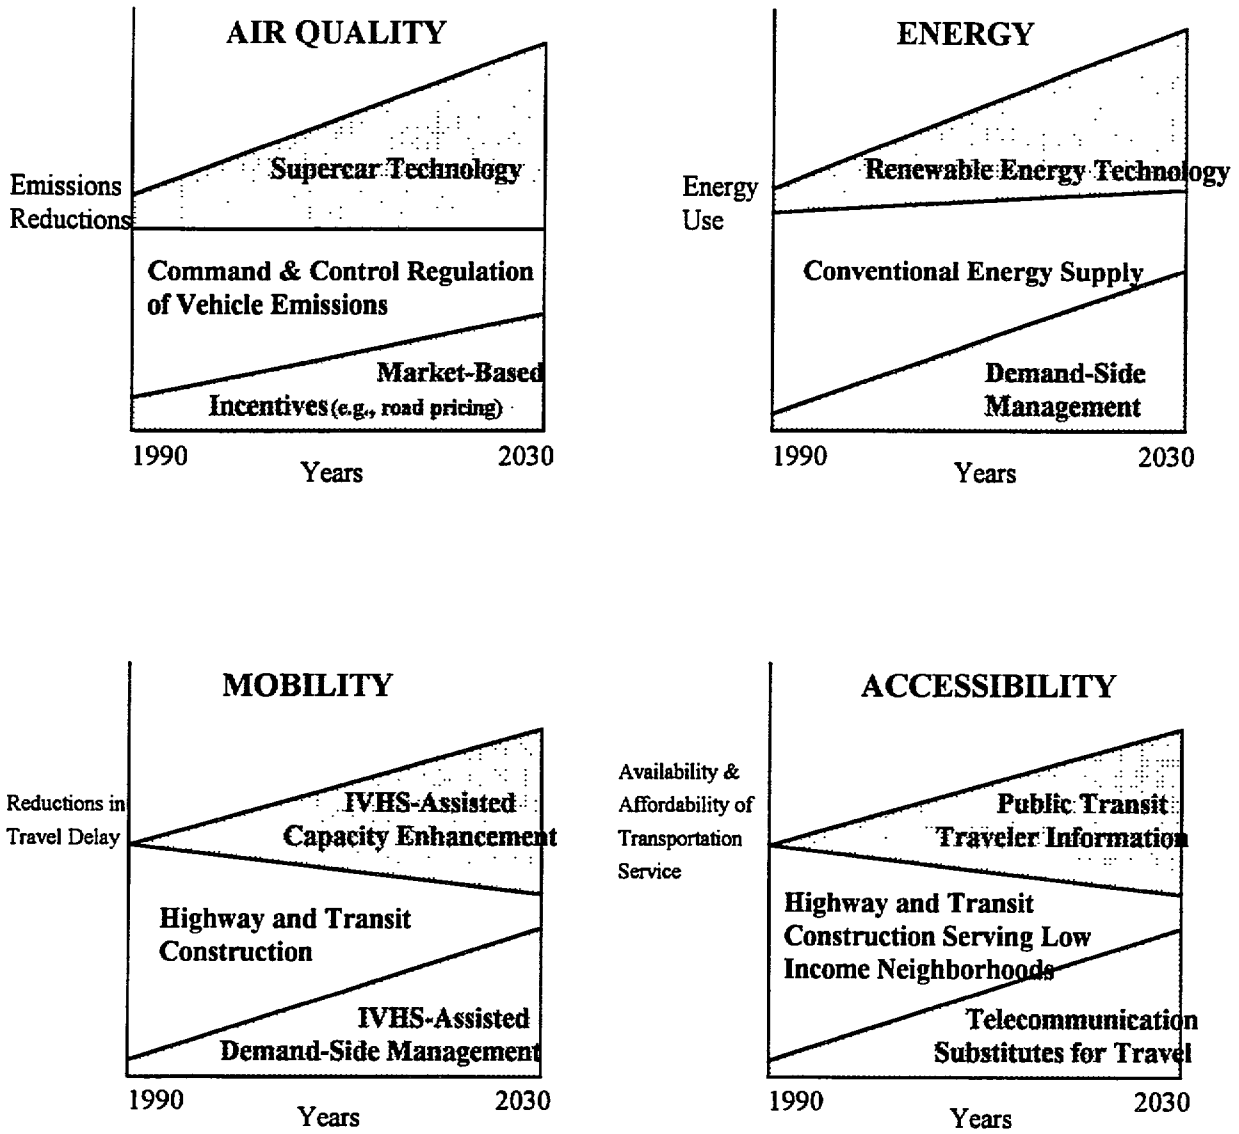 AIR QUALITY
Supercar Technology
Emissions
Reductions
Command & Control Regulation
of Vehicle Emissions
Market-Based
Incentives (e.g., road pricing)
1990
2030
Years
ENERGY
Renewable Energy Technology
Energy
Use
Conventional Energy Supply
Demand-Side
Management
1990
2030
Years
MOBILITY
Reductions in
Travel Delay
IVHS-Assisted
Capacity Enhancement
Highway and Transit
Construction
IVHS-Assisted
Demand-Side Management
1990
2030
Years
ACCESSIBILITY
Availability &
Affordability of
Transportation
Service
Public Transit
Traveler Information
Highway and Transit
Construction Serving Low
Income Neighborhoods
Telecommunication
Substitutes for Travel
1990
2030
Years